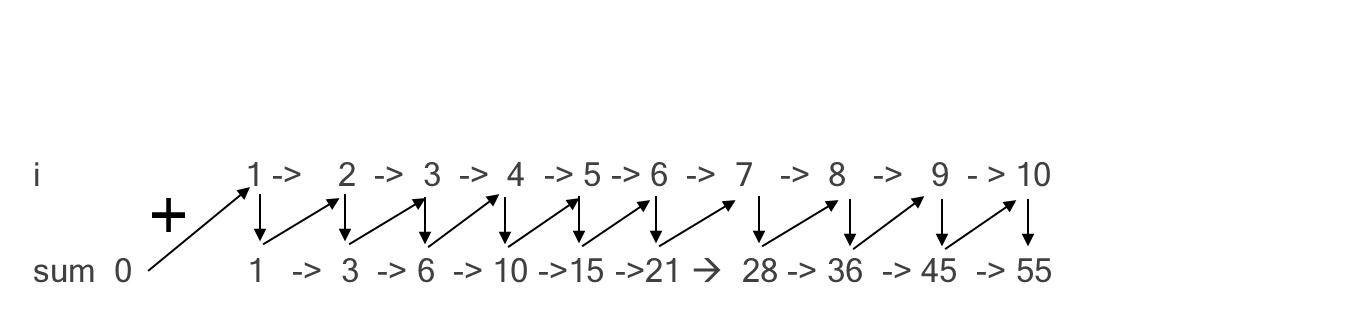 i 1 -> 2 -> 3 -> 4 -> 5 -> 6 -> 7 -> 8 -> 9 - > 10
+
sum 0 1 -> 3 -> 6 -> 10 ->15 ->21 → 28 -> 36 -> 45 -> 55